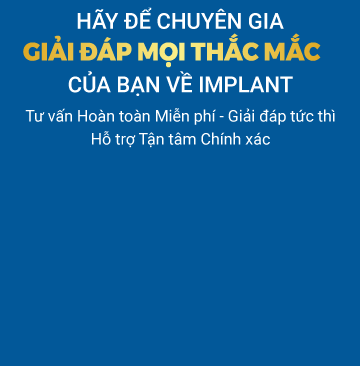 HÃY ĐỂ CHUYÊN GIA
GIẢI ĐÁP MỌI THẮC MẮC
CỦA BẠN VỀ IMPLANT
Tư vấn Hoàn toàn Miễn phí - Giải đáp tức thì
Hỗ trợ Tận tâm Chính xác